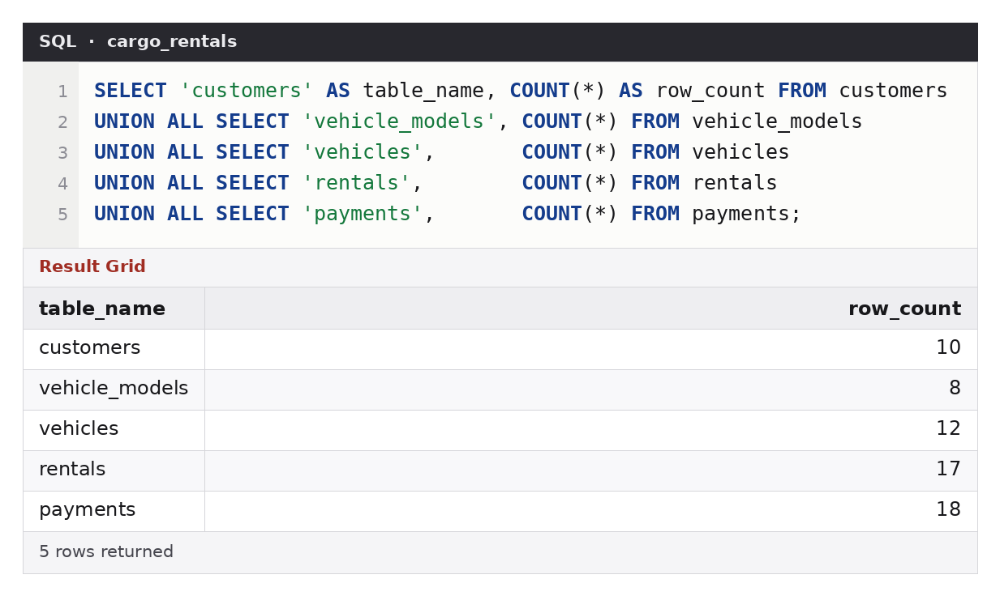 SQL · cargo_rentals
1 SELECT 'customers' AS table_name, COUNT(*) AS row_count FROM customers
2 UNION ALL SELECT 'vehicle_models', COUNT(*) FROM vehicle_models
3 UNION ALL SELECT 'vehicles',       COUNT(*) FROM vehicles
4 UNION ALL SELECT 'rentals',        COUNT(*) FROM rentals
5 UNION ALL SELECT 'payments',       COUNT(*) FROM payments;
Result Grid
table_name row_count
customers 10
vehicle_models 8
vehicles 12
rentals 17
payments 18
5 rows returned